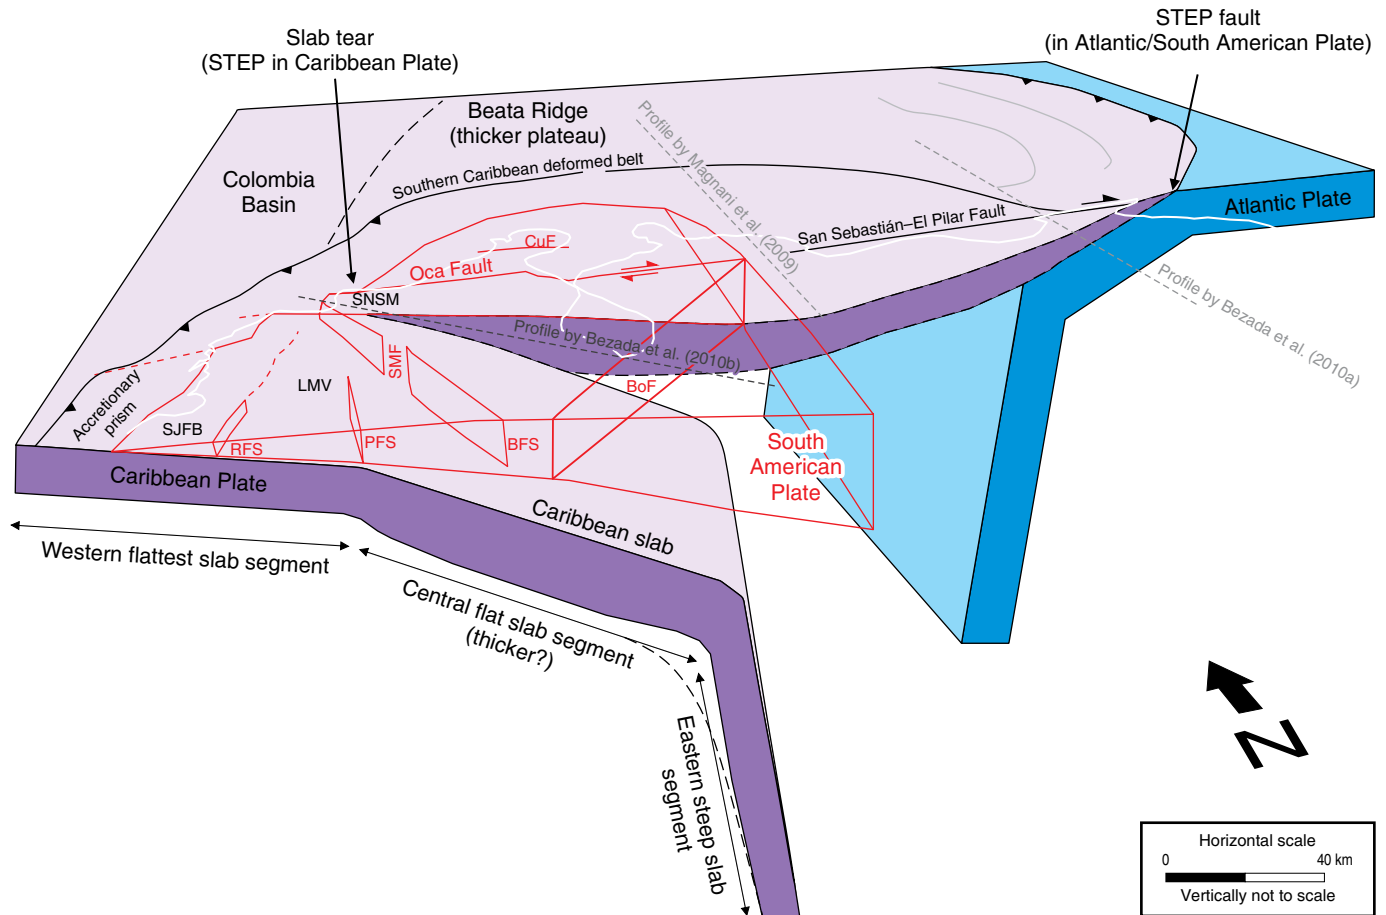 Slab tear
(STEP in Caribbean Plate)
STEP fault
(in Atlantic/South American Plate)
Beata Ridge
(thicker plateau)
Colombia
Basin
Southern Caribbean deformed belt
Profile by Magnani et al. (2009)
Atlantic Plate
San Sebastián–El Pilar Fault
CuF
Oca Fault
SNSM
Profile by Bezada et al. (2010a)
Profile by Bezada et al. (2010b)
SMF
LMV
BoF
Accretionary
prism
SJFB
RFS
PFS
BFS
South
American
Plate
Caribbean Plate
Caribbean slab
Western flattest slab segment
Central flat slab segment
(thicker?)
Eastern steep slab
segment
N
Horizontal scale
0 40 km
Vertically not to scale